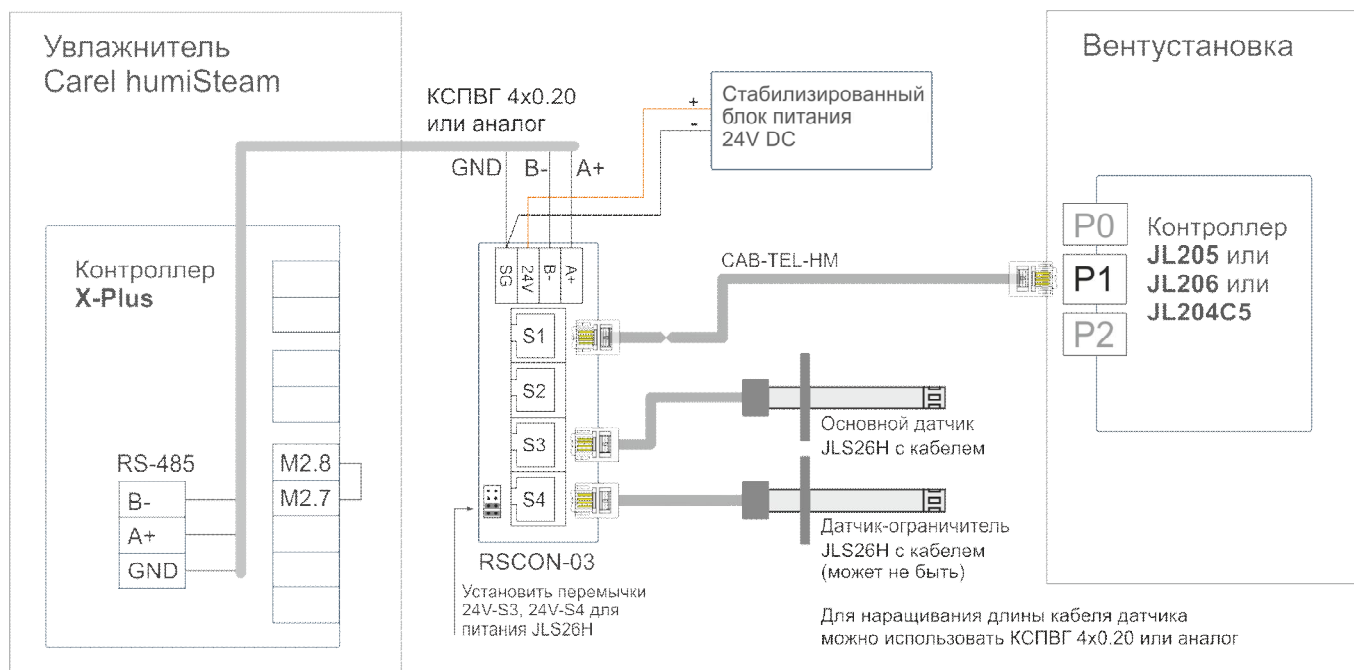 Увлажнитель
Carel humiSteam
Контроллер
X-Plus
RS-485
B-
A+
GND
M2.8
M2.7
КСПВГ 4x0.20
или аналог
GND
B-
A+
+
-
Стабилизированный
блок питания
24V DC
SG
24V
B-
A+
S1
S2
S3
S4
RSCON-03
Установить перемычки
24V-S3, 24V-S4 для
питания JLS26H
CAB-TEL-HM
Основной датчик
JLS26H с кабелем
Датчик-ограничитель
JLS26H с кабелем
(может не быть)
Для наращивания длины кабеля датчика
можно использовать КСПВГ 4x0.20 или аналог
Вентустановка
P0
P1
P2
Контроллер
JL205 или
JL206 или
JL204C5